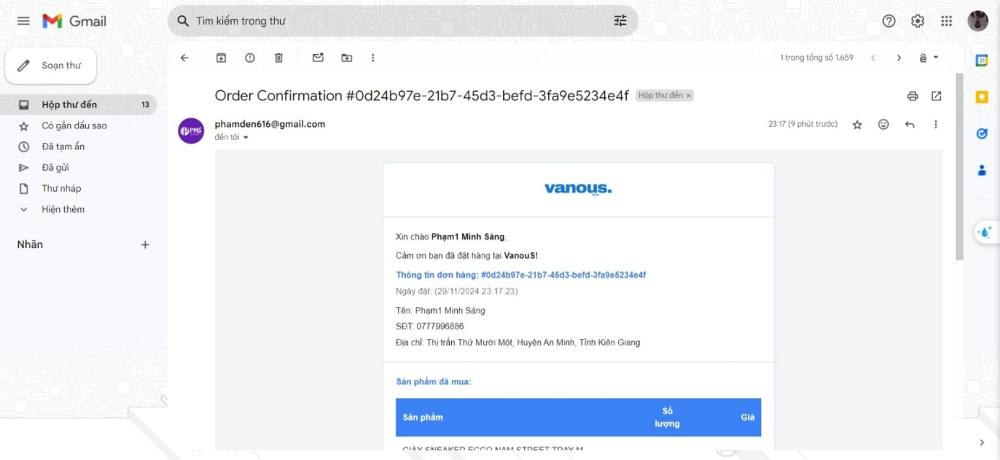 Gmail
Tìm kiếm trong thư
Soạn thư
1 trong tổng số 1.659
Hộp thư đến 13
Có gắn dấu sao
Đã tạm ẩn
Đã gửi
Thư nháp
Hiện thêm
Nhãn
Order Confirmation #0d24b97e-21b7-45d3-befd-3fa9e5234e4f Hộp thư đến ×
PMS
phamden616@gmail.com 23:17 (9 phút trước)
đến tôi
vanous.
Xin chào Phạm1 Minh Sáng,
Cảm ơn bạn đã đặt hàng tại VanouS!
Thông tin đơn hàng: #0d24b97e-21b7-45d3-befd-3fa9e5234e4f
Ngày đặt: (29/11/2024 23:17:23)
Tên: Phạm1 Minh Sáng
SĐT: 0777996886
Địa chỉ: Thị trấn Thứ Mười Một, Huyện An Minh, Tỉnh Kiên Giang
Sản phẩm đã mua:
Sản phẩm Số lượng Giá
GIÀY SNEAKER ECCO NAM STREET TRAY M
31